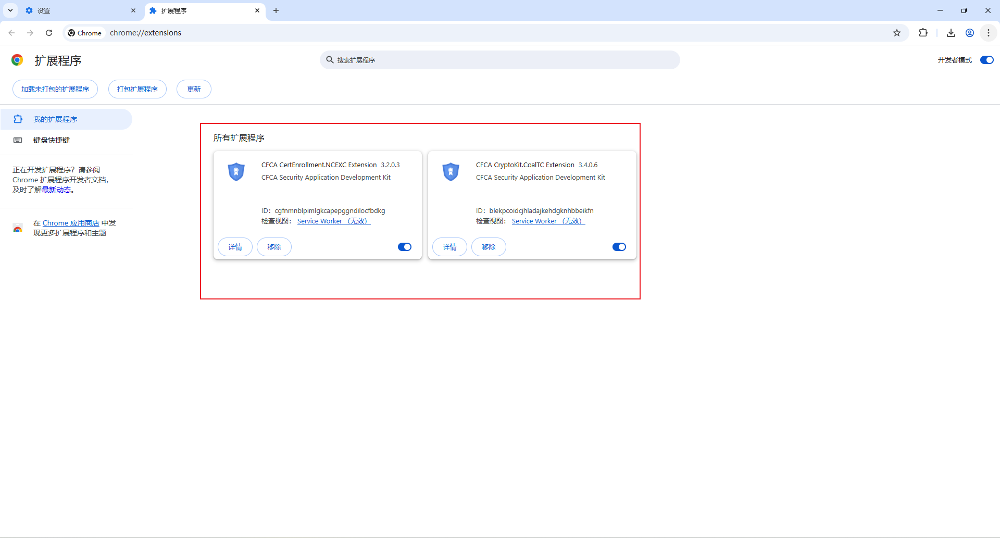 设置
扩展程序
Chrome
chrome://extensions
扩展程序
搜索扩展程序
开发者模式
加载未打包的扩展程序
打包扩展程序
更新
我的扩展程序
键盘快捷键
正在开发扩展程序？请参阅
Chrome 扩展程序开发者文档，
及时了解最新动态。
在 Chrome 应用商店 中发
现更多扩展程序和主题
所有扩展程序
CFCA CertEnrollment.NCEXC Extension 3.2.0.3
CFCA Security Application Development Kit
ID：cgfnmnblpimlgkcapepggndilocfbdkg
检查视图： Service Worker （无效）
详情
移除
CFCA CryptoKit.CoalTC Extension 3.4.0.6
CFCA Security Application Development Kit
ID：blekpcoidcjhladajkehdgknhbbeikfn
检查视图： Service Worker （无效）
详情
移除